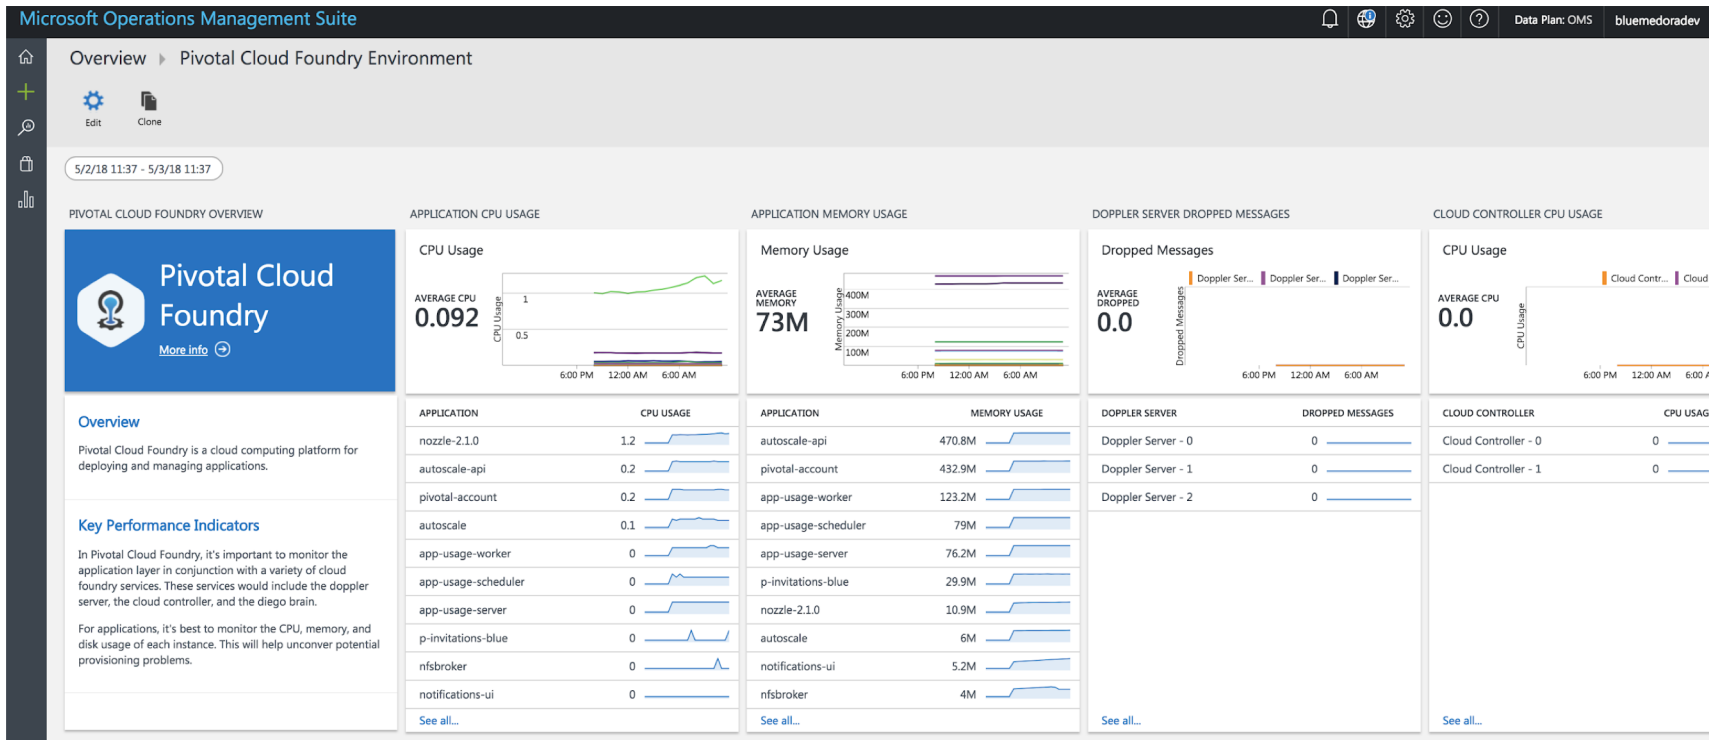 Microsoft Operations Management Suite
Data Plan: OMS
bluemedoradev
Overview
Pivotal Cloud Foundry Environment
Edit
Clone
5/2/18 11:37 - 5/3/18 11:37
PIVOTAL CLOUD FOUNDRY OVERVIEW
Pivotal Cloud
Foundry
More info
Overview
Pivotal Cloud Foundry is a cloud computing platform for
deploying and managing applications.
Key Performance Indicators
In Pivotal Cloud Foundry, it's important to monitor the
application layer in conjunction with a variety of cloud
foundry services. These services would include the doppler
server, the cloud controller, and the diego brain.
For applications, it's best to monitor the CPU, memory, and
disk usage of each instance. This will help unconver potential
provisioning problems.
APPLICATION CPU USAGE
CPU Usage
AVERAGE CPU
0.092
CPU Usage
1
0.5
6:00 PM 12:00 AM 6:00 AM
APPLICATION CPU USAGE
nozzle-2.1.0 1.2
autoscale-api 0.2
pivotal-account 0.2
autoscale 0.1
app-usage-worker 0
app-usage-scheduler 0
app-usage-server 0
p-invitations-blue 0
nfsbroker 0
notifications-ui 0
See all...
APPLICATION MEMORY USAGE
Memory Usage
AVERAGE
MEMORY
73M
Memory Usage
400M
300M
200M
100M
6:00 PM 12:00 AM 6:00 AM
APPLICATION MEMORY USAGE
autoscale-api 470.8M
pivotal-account 432.9M
app-usage-worker 123.2M
app-usage-scheduler 79M
app-usage-server 76.2M
p-invitations-blue 29.9M
nozzle-2.1.0 10.9M
autoscale 6M
notifications-ui 5.2M
nfsbroker 4M
See all...
DOPPLER SERVER DROPPED MESSAGES
Dropped Messages
Doppler Ser... Doppler Ser... Doppler Ser...
AVERAGE
DROPPED
0.0
Dropped Messages
6:00 PM 12:00 AM 6:00 AM
DOPPLER SERVER DROPPED MESSAGES
Doppler Server - 0 0
Doppler Server - 1 0
Doppler Server - 2 0
See all...
CLOUD CONTROLLER CPU USAGE
CPU Usage
Cloud Contr... Cloud
AVERAGE CPU
0.0
CPU Usage
6:00 PM 12:00 AM 6:00
CLOUD CONTROLLER CPU USAG
Cloud Controller - 0 0
Cloud Controller - 1 0
See all...